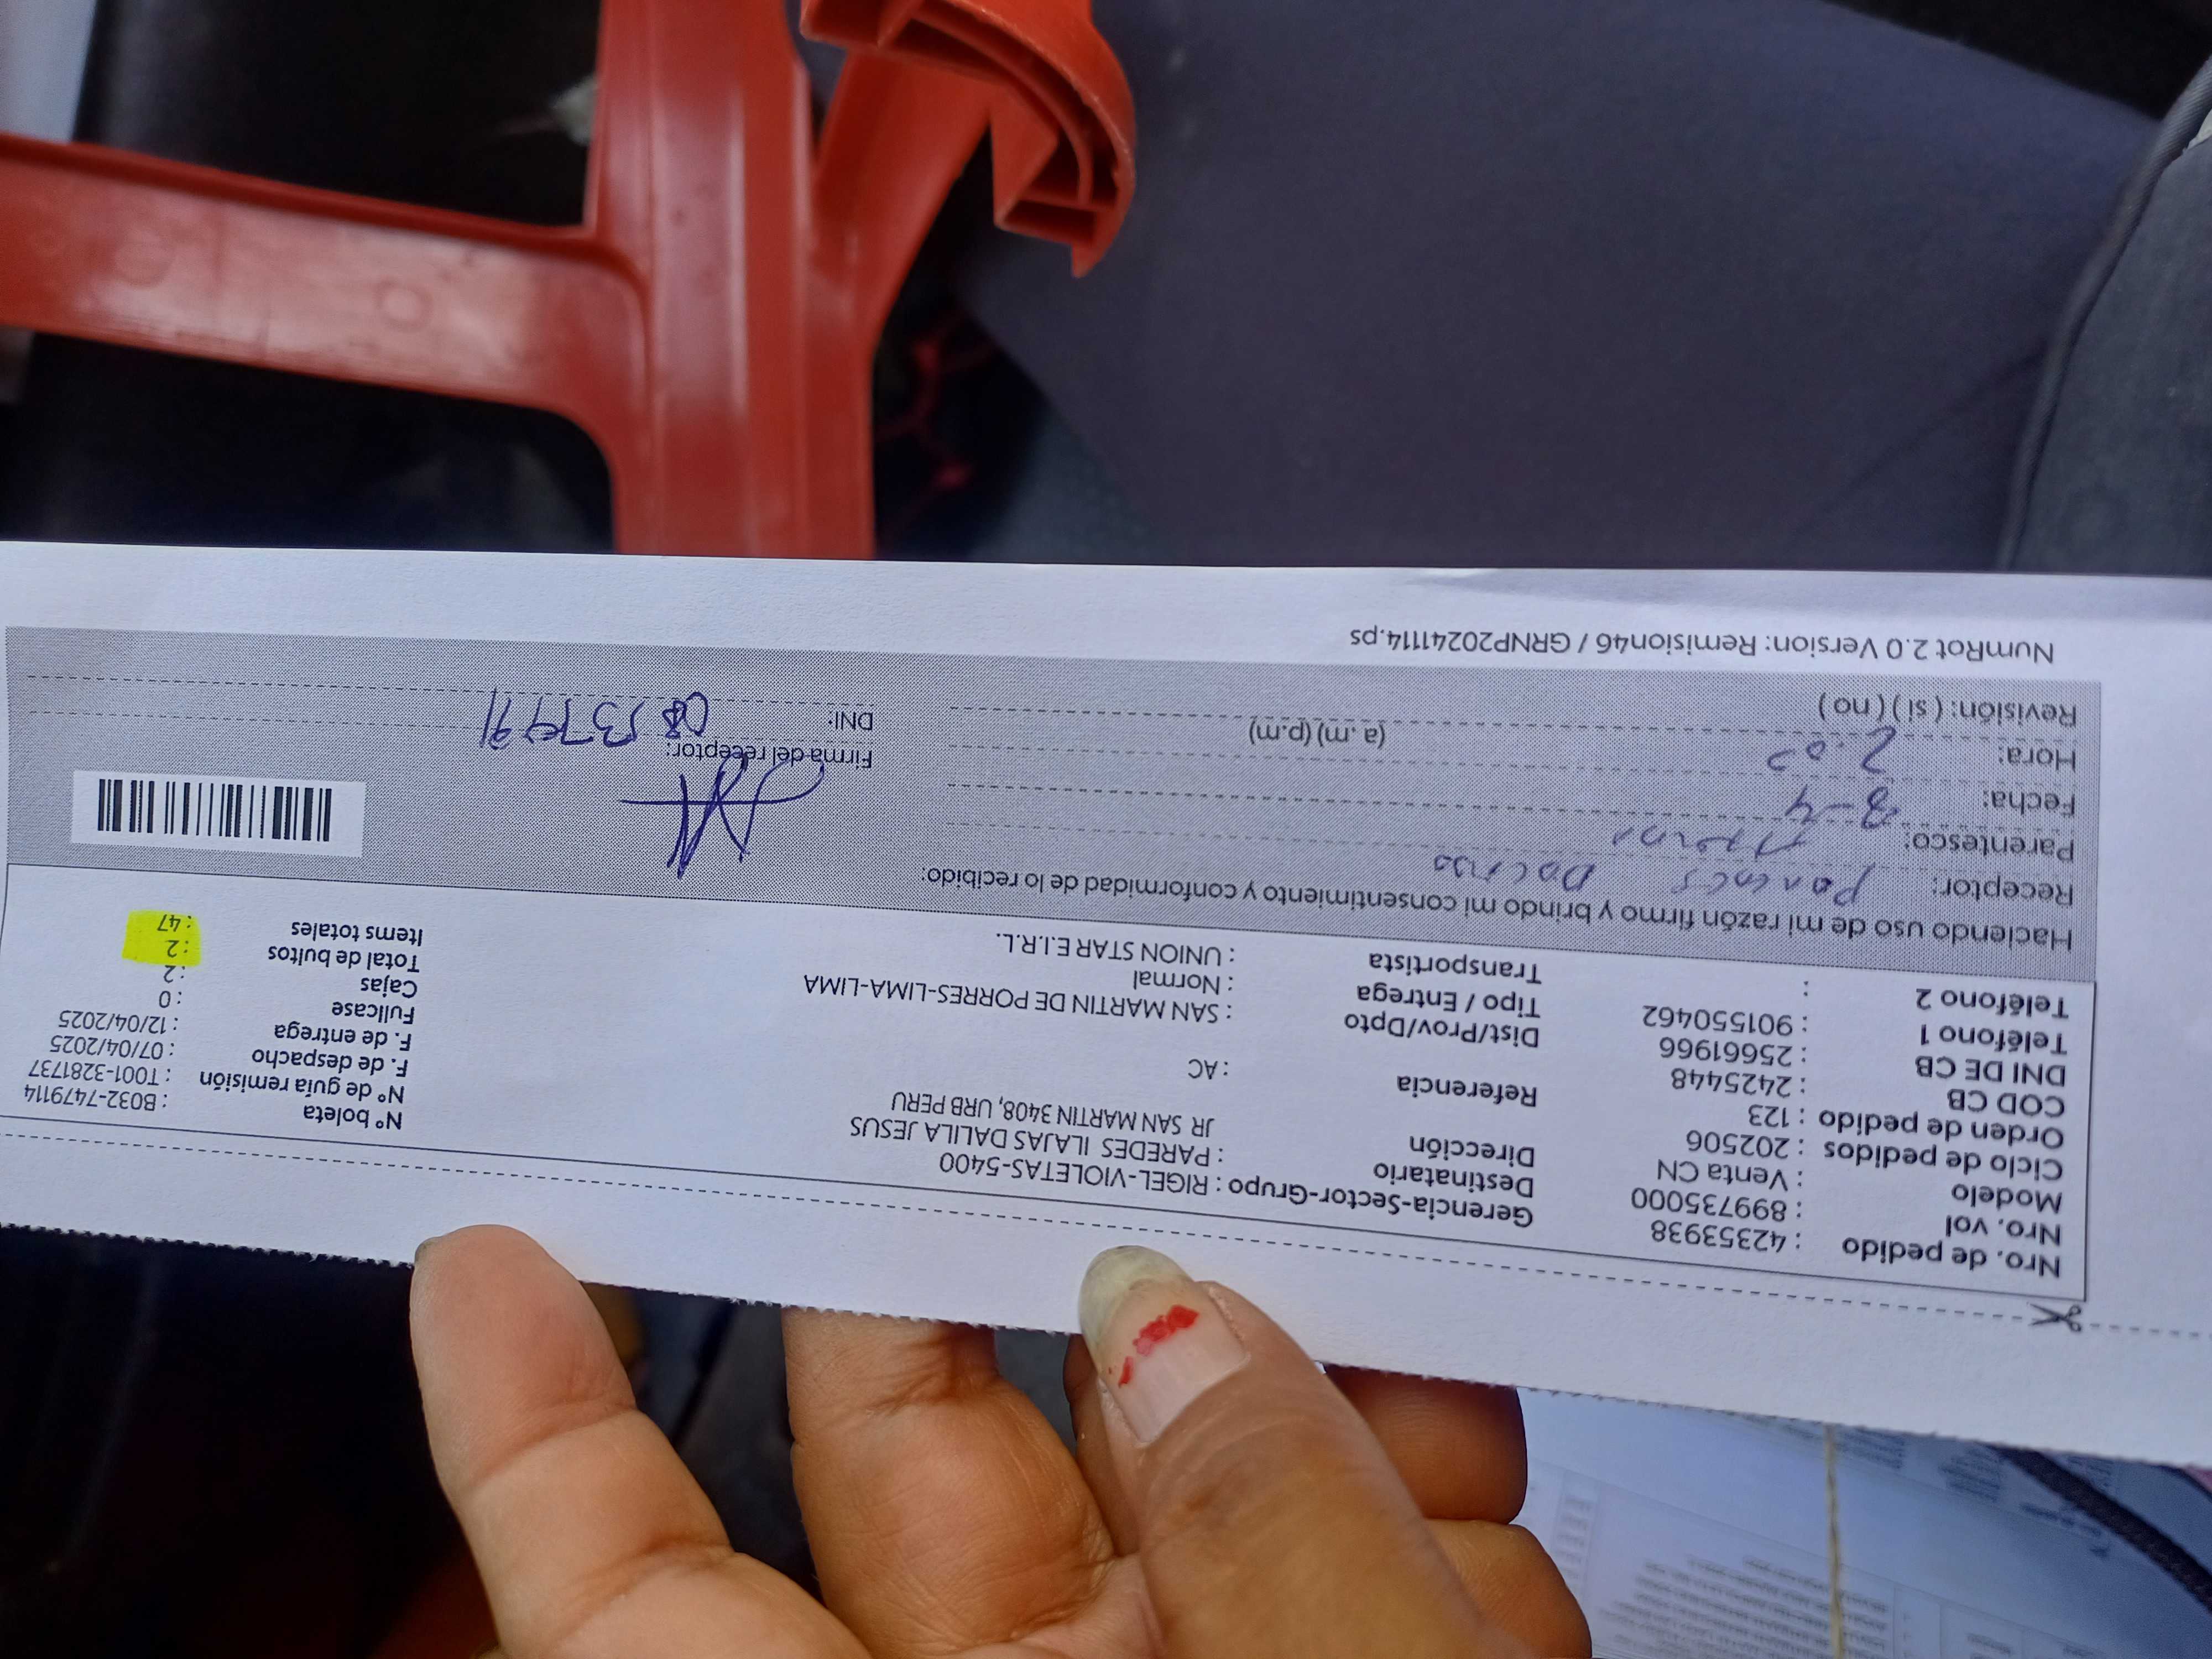 Nro. de pedido : 42353938
Nro. vol : 899735000
Modelo : Venta CN
Ciclo de pedidos : 202506
Orden de pedido : 123
COD CB : 2425448
DNI DE CB : 25661966
Teléfono 1 : 901550462
Teléfono 2 :
Gerencia-Sector-Grupo : RIGEL-VIOLETAS-5400
Destinatario : PAREDES ILAJAS DALILA JESUS
Dirección JR SAN MARTIN 3408, URB PERU
Referencia : AC
Dist/Prov/Dpto : SAN MARTIN DE PORRES-LIMA-LIMA
Tipo / Entrega : Normal
Transportista : UNION STAR E.I.R.L.
N° boleta : B032-7479114
N° de guía remisión : T001-3281737
F. de despacho : 07/04/2025
F. de entrega : 12/04/2025
Fullcase : 0
Cajas : 2
Total de bultos : 2
Items totales : 47
Haciendo uso de mi razón firmo y brindo mi consentimiento y conformidad de lo recibido:
Receptor:
Parentesco:
Fecha: 8-4
Hora: (a .m) (p.m)
Revisión: ( si ) ( no )
Firma del receptor:
DNI:
NumRot 2.0 Version: Remision46 / GRNP20241114.ps